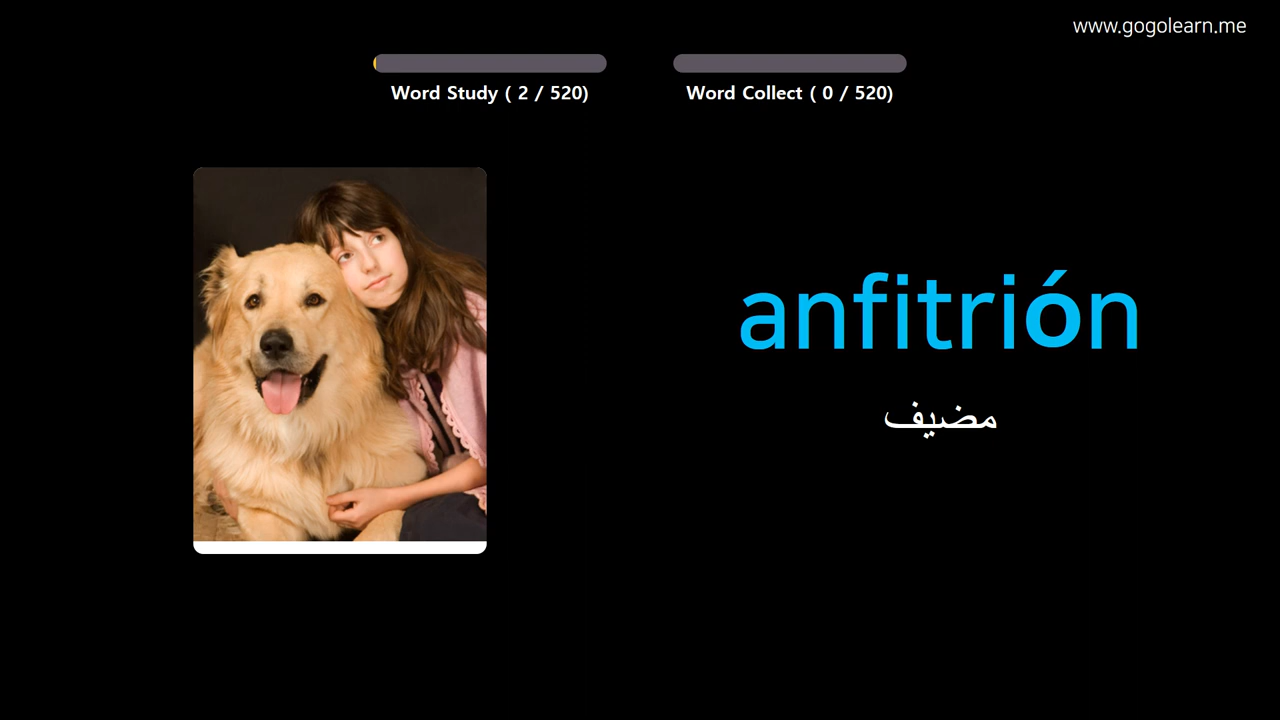 www.gogolearn.me
Word Study ( 2 / 520)
Word Collect ( 0 / 520)
anfitrión
مضيف